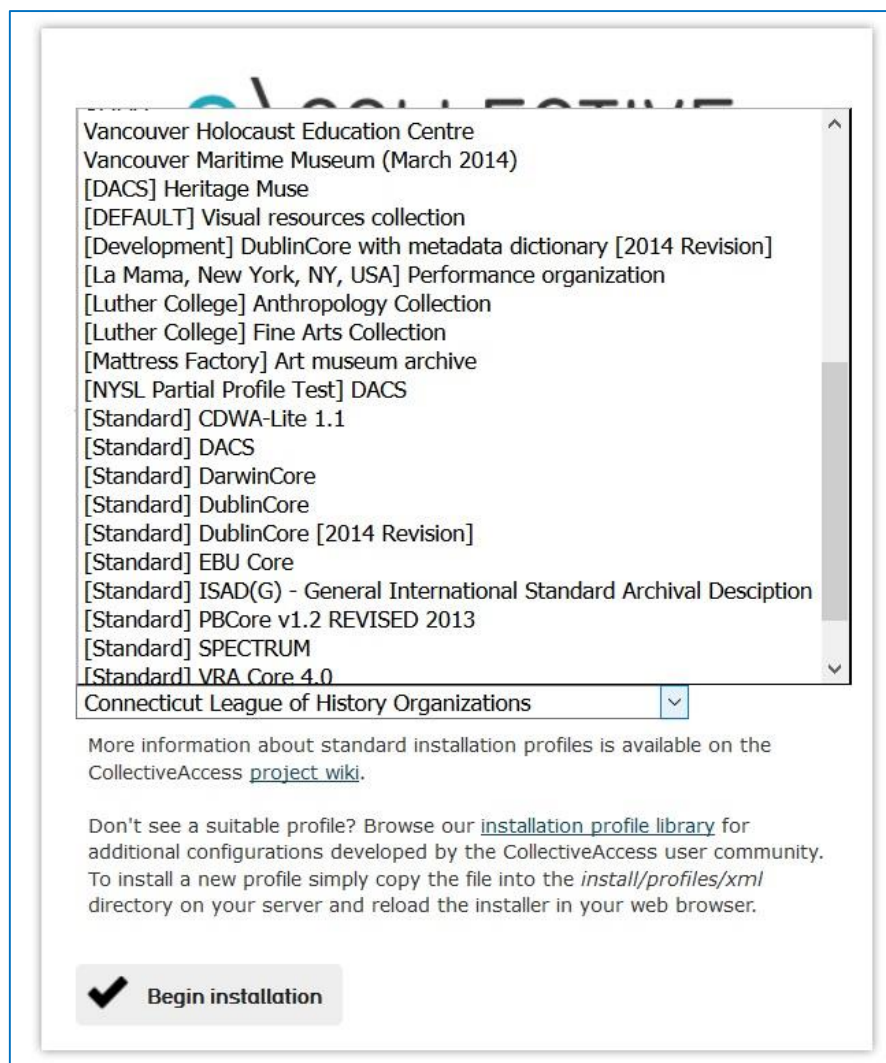 COLLECTIVE
Vancouver Holocaust Education Centre
Vancouver Maritime Museum (March 2014)
[DACS] Heritage Muse
[DEFAULT] Visual resources collection
[Development] DublinCore with metadata dictionary [2014 Revision]
[La Mama, New York, NY, USA] Performance organization
[Luther College] Anthropology Collection
[Luther College] Fine Arts Collection
[Mattress Factory] Art museum archive
[NYSL Partial Profile Test] DACS
[Standard] CDWA-Lite 1.1
[Standard] DACS
[Standard] DarwinCore
[Standard] DublinCore
[Standard] DublinCore [2014 Revision]
[Standard] EBU Core
[Standard] ISAD(G) - General International Standard Archival Desciption
[Standard] PBCore v1.2 REVISED 2013
[Standard] SPECTRUM
[Standard] VRA Core 4.0
Connecticut League of History Organizations
More information about standard installation profiles is available on the
CollectiveAccess project wiki.
Don't see a suitable profile? Browse our installation profile library for
additional configurations developed by the CollectiveAccess user community.
To install a new profile simply copy the file into the install/profiles/xml
directory on your server and reload the installer in your web browser.
Begin installation